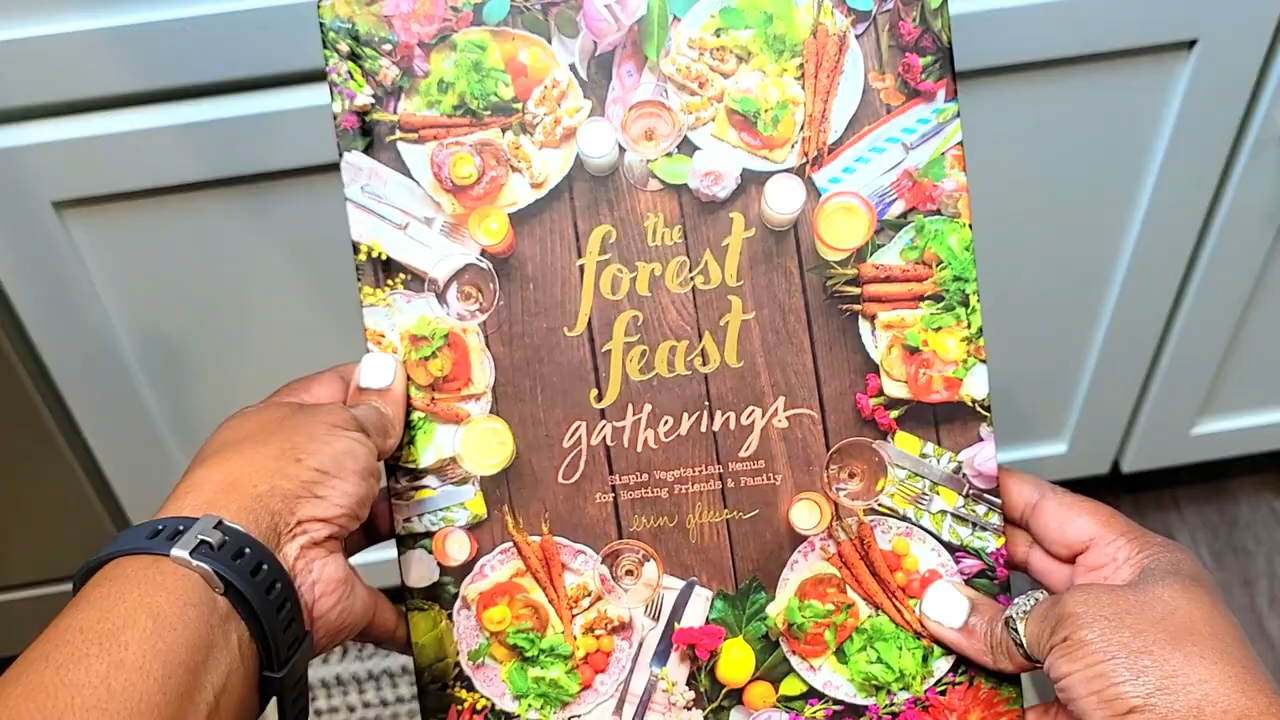 the
forest
feast
gatherings
Simple Vegetarian Menus
for Hosting Friends & Family
erin gleeson